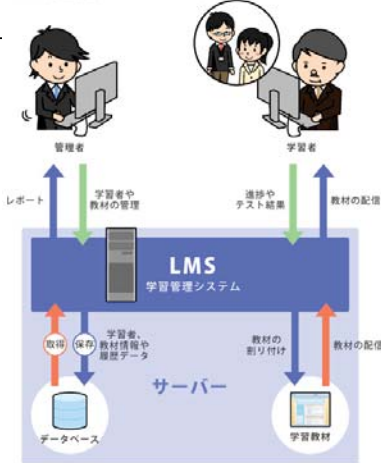 管理者
学習者
レポート
学習者や
教材の管理
進捗や
テスト結果
教材の配信
LMS
学習管理システム
取得
保存
学習者、
教材情報や
履歴データ
教材の
割り付け
教材の配信
サーバー
データベース
学習教材